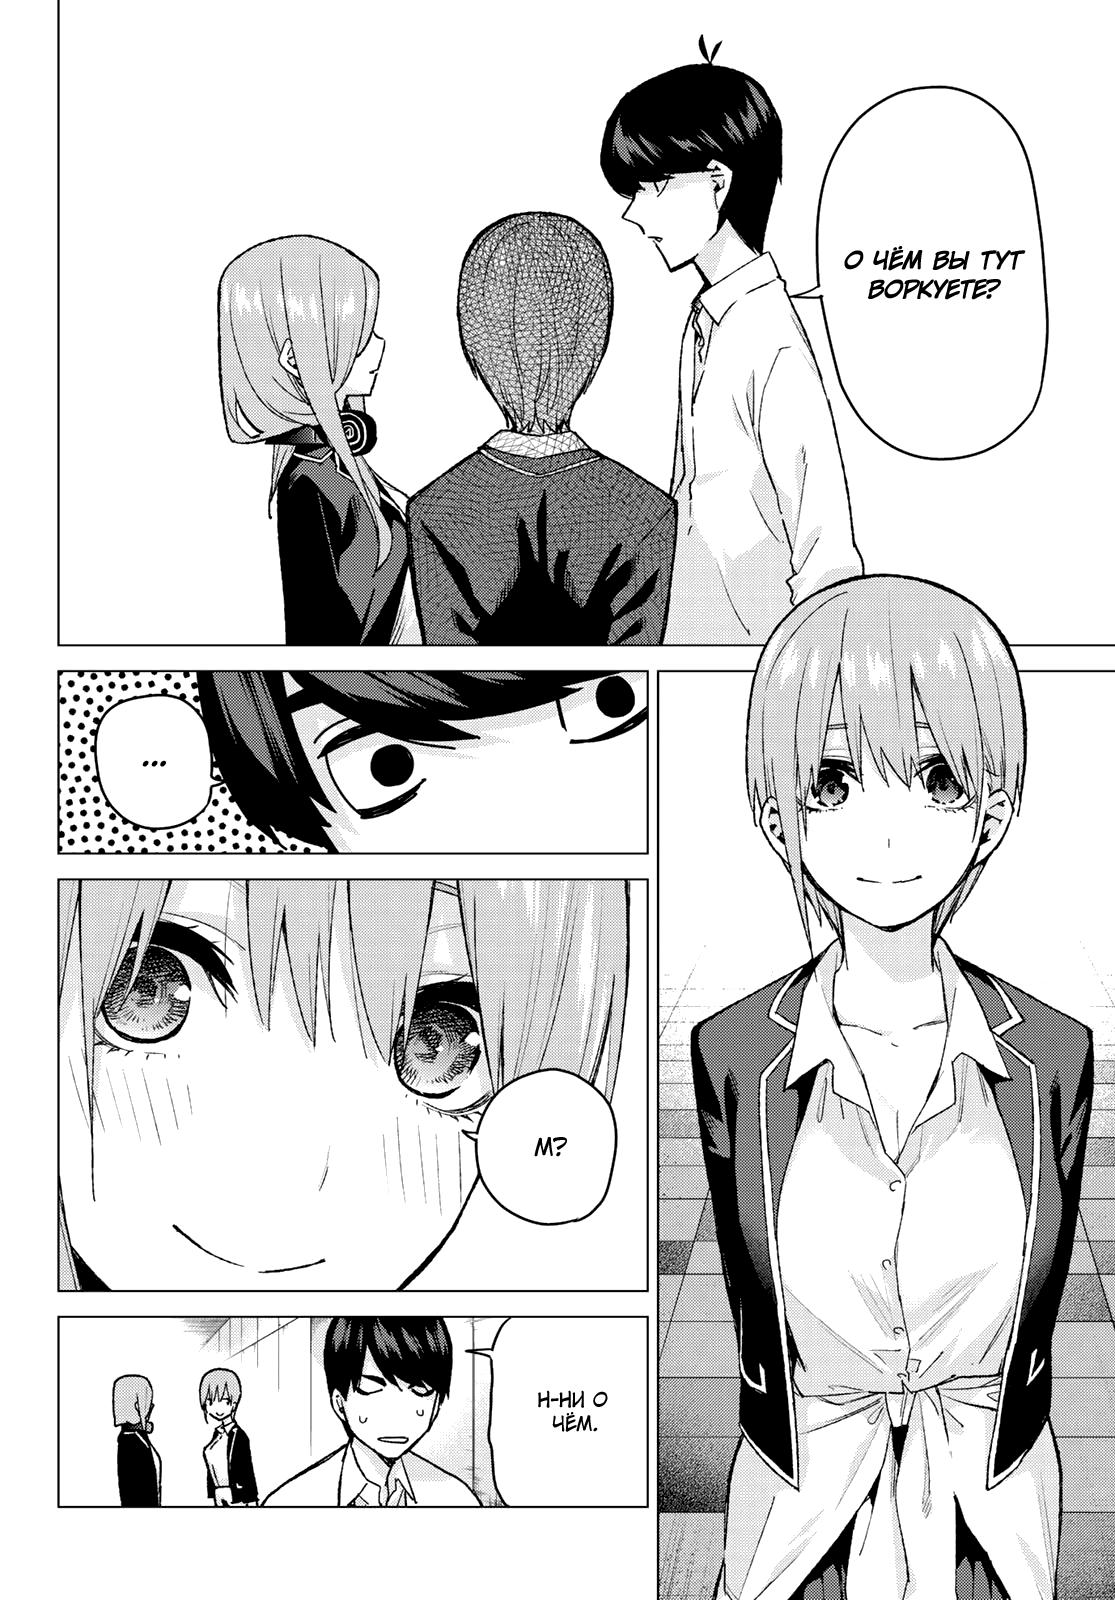 О ЧЁМ ВЫ ТУТ
ВОРКУЕТЕ?
...
М?
Н-НИ О
ЧЁМ.